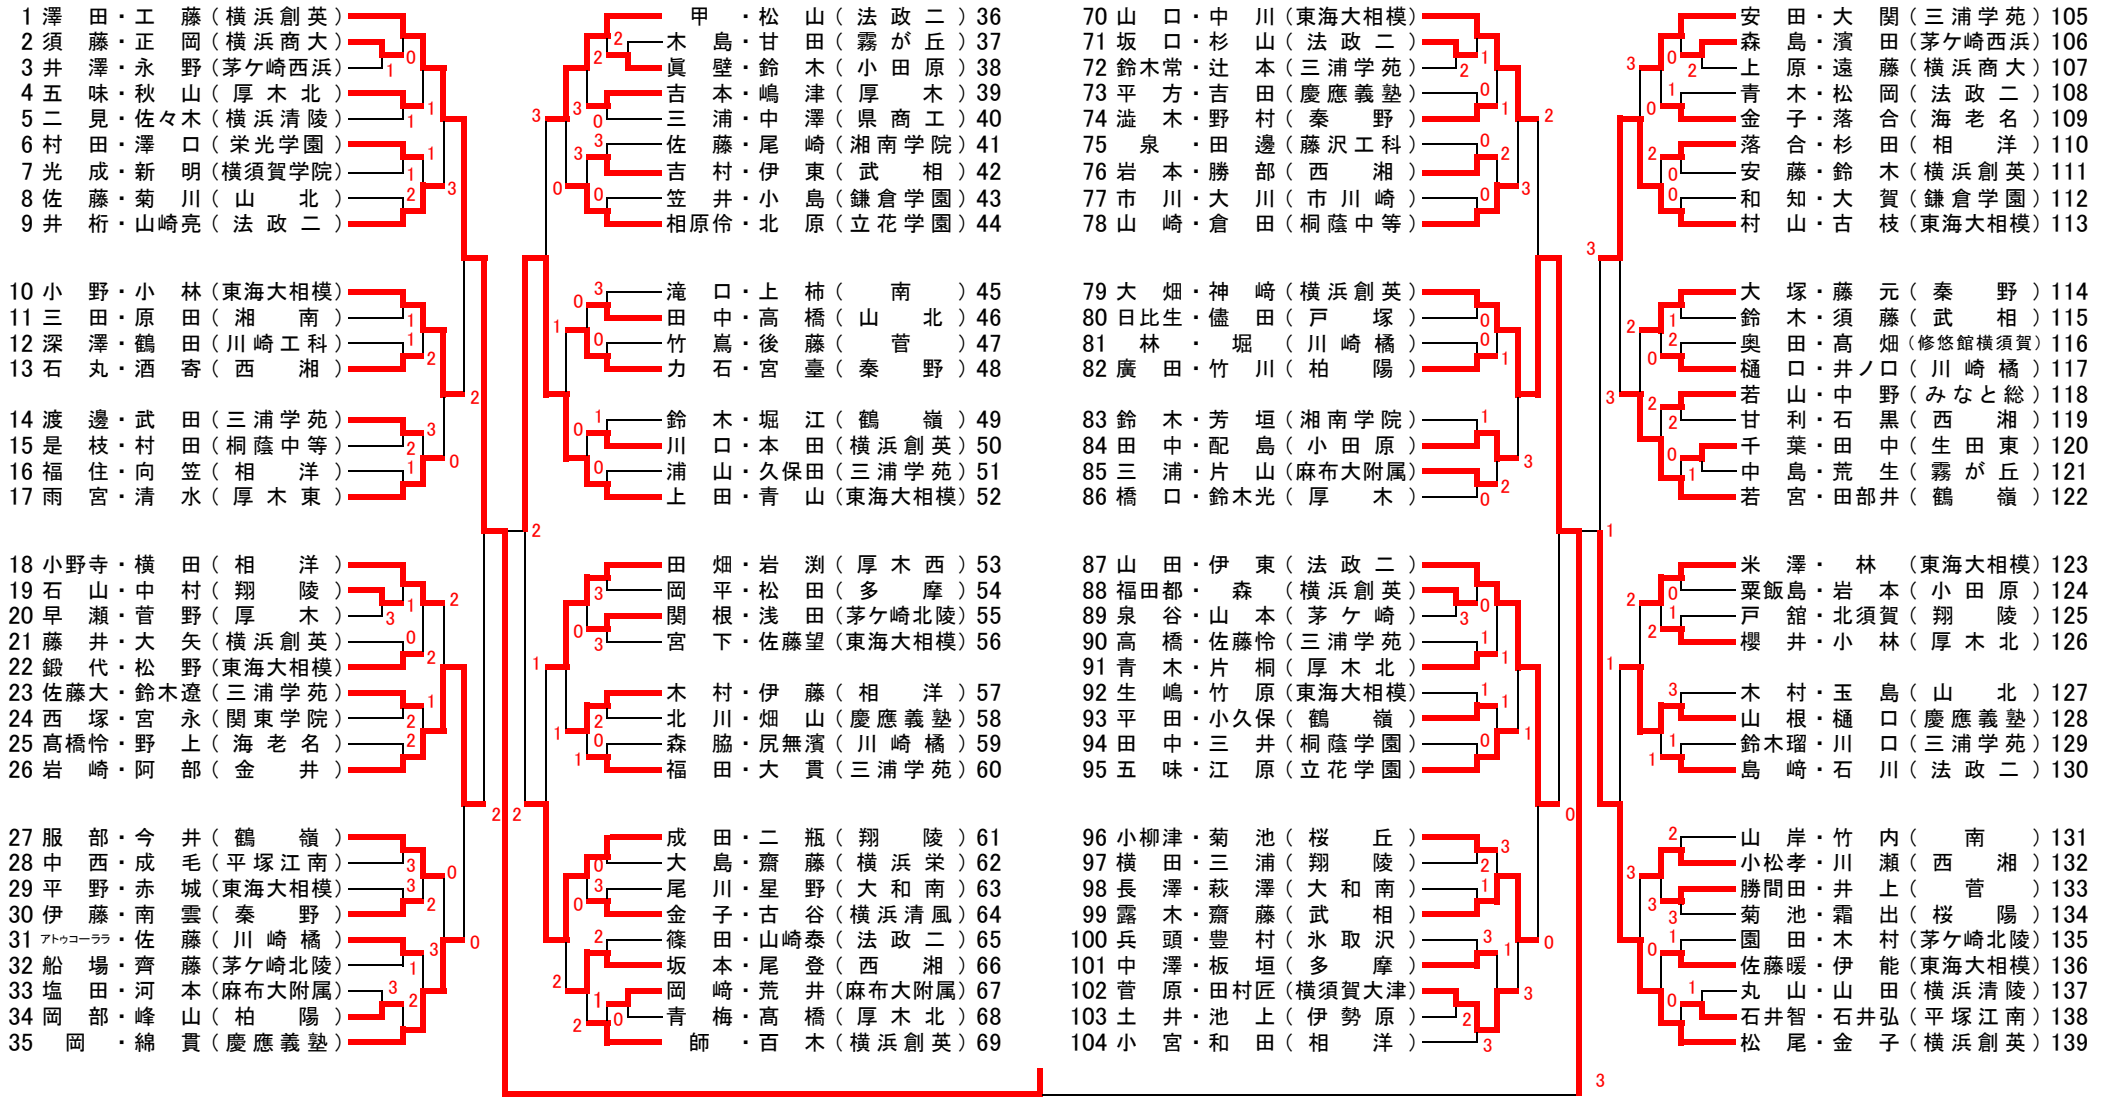 1 澤田・工藤（横浜創英）
2 須藤・正岡（横浜商大）
3 井澤・永野（茅ケ崎西浜）
4 五味・秋山（厚木北）
5 二見・佐々木（横浜清陵）
6 村田・澤口（栄光学園）
7 光成・新明（横須賀学院）
8 佐藤・菊川（山北）
9 井桁・山崎亮（法政二）
10 小野・小林（東海大相模）
11 三田・原田（湘南）
12 深澤・鶴田（川崎工科）
13 石丸・酒寄（西湘）
14 渡邊・武田（三浦学苑）
15 是枝・村田（桐蔭中等）
16 福住・向笠（相洋）
17 雨宮・清水（厚木東）
18 小野寺・横田（相洋）
19 石山・中村（翔陵）
20 早瀬・菅野（厚木）
21 藤井・大矢（横浜創英）
22 鍛代・松野（東海大相模）
23 佐藤大・鈴木遼（三浦学苑）
24 西塚・宮永（関東学院）
25 髙橋怜・野上（海老名）
26 岩崎・阿部（金井）
27 服部・今井（鶴嶺）
28 中西・成毛（平塚江南）
29 平野・赤城（東海大相模）
30 伊藤・南雲（秦野）
31 アトゥコーララ・佐藤（川崎橘）
32 船場・齊藤（茅ケ崎北陵）
33 塩田・河本（麻布大附属）
34 岡部・峰山（柏陽）
35 岡・綿貫（慶應義塾）
甲・松山（法政二）36
木島・甘田（霧が丘）37
眞壁・鈴木（小田原）38
吉本・嶋津（厚木）39
三浦・中澤（県商工）40
佐藤・尾崎（湘南学院）41
吉村・伊東（武相）42
笠井・小島（鎌倉学園）43
相原伶・北原（立花学園）44
滝口・上柿（南）45
田中・高橋（山北）46
竹嶌・後藤（菅）47
力石・宮臺（秦野）48
鈴木・堀江（鶴嶺）49
川口・本田（横浜創英）50
浦山・久保田（三浦学苑）51
上田・青山（東海大相模）52
田畑・岩渕（厚木西）53
岡平・松田（多摩）54
関根・浅田（茅ケ崎北陵）55
宮下・佐藤望（東海大相模）56
木村・伊藤（相洋）57
北川・畑山（慶應義塾）58
森脇・尻無濱（川崎橘）59
福田・大貫（三浦学苑）60
成田・二瓶（翔陵）61
大島・齋藤（横浜栄）62
尾川・星野（大和南）63
金子・古谷（横浜清風）64
篠田・山崎泰（法政二）65
坂本・尾登（西湘）66
岡﨑・荒井（麻布大附属）67
青梅・髙橋（厚木北）68
師・百木（横浜創英）69
70 山口・中川（東海大相模）
71 坂口・杉山（法政二）
72 鈴木常・辻本（三浦学苑）
73 平方・吉田（慶應義塾）
74 澁木・野村（秦野）
75 泉・田邊（藤沢工科）
76 岩本・勝部（西湘）
77 市川・大川（市川崎）
78 山崎・倉田（桐蔭中等）
79 大畑・神﨑（横浜創英）
80 日比生・儘田（戸塚）
81 林・堀（川崎橘）
82 廣田・竹川（柏陽）
83 鈴木・芳垣（湘南学院）
84 田中・配島（小田原）
85 三浦・片山（麻布大附属）
86 橋口・鈴木光（厚木）
87 山田・伊東（法政二）
88 福田都・森（横浜創英）
89 泉谷・山本（茅ケ崎）
90 高橋・佐藤怜（三浦学苑）
91 青木・片桐（厚木北）
92 生嶋・竹原（東海大相模）
93 平田・小久保（鶴嶺）
94 田中・三井（桐蔭学園）
95 五味・江原（立花学園）
96 小柳津・菊池（桜丘）
97 横田・三浦（翔陵）
98 長澤・萩澤（大和南）
99 露木・齋藤（武相）
100 兵頭・豊村（氷取沢）
101 中澤・板垣（多摩）
102 菅原・田村匠（横須賀大津）
103 土井・池上（伊勢原）
104 小宮・和田（相洋）
安田・大関（三浦学苑）105
森島・濱田（茅ケ崎西浜）106
上原・遠藤（横浜商大）107
青木・松岡（法政二）108
金子・落合（海老名）109
落合・杉田（相洋）110
安藤・鈴木（横浜創英）111
和知・大賀（鎌倉学園）112
村山・古枝（東海大相模）113
大塚・藤元（秦野）114
鈴木・須藤（武相）115
奥田・髙畑（修悠館横須賀）116
樋口・井ノ口（川崎橘）117
若山・中野（みなと総）118
甘利・石黒（西湘）119
千葉・田中（生田東）120
中島・荒生（霧が丘）121
若宮・田部井（鶴嶺）122
米澤・林（東海大相模）123
粟飯島・岩本（小田原）124
戸舘・北須賀（翔陵）125
櫻井・小林（厚木北）126
木村・玉島（山北）127
山根・樋口（慶應義塾）128
鈴木瑠・川口（三浦学苑）129
島﨑・石川（法政二）130
山岸・竹内（南）131
小松孝・川瀬（西湘）132
勝間田・井上（菅）133
菊池・霜出（桜陽）134
園田・木村（茅ケ崎北陵）135
佐藤暖・伊能（東海大相模）136
丸山・山田（横浜清陵）137
石井智・石井弘（平塚江南）138
松尾・金子（横浜創英）139